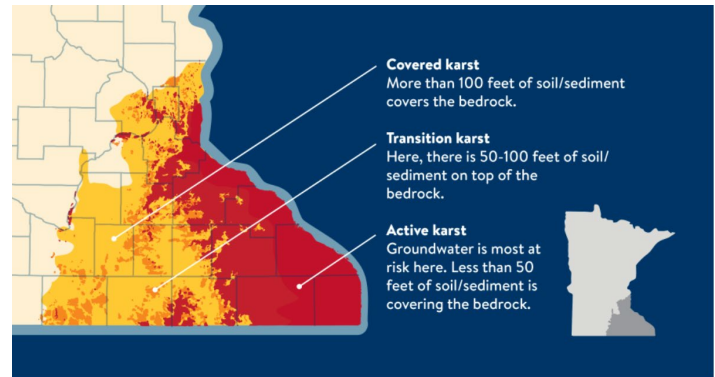 Covered karst
More than 100 feet of soil/sediment
covers the bedrock.
Transition karst
Here, there is 50-100 feet of soil/
sediment on top of the
bedrock.
Active karst
Groundwater is most at
risk here. Less than 50
feet of soil/sediment is
covering the bedrock.